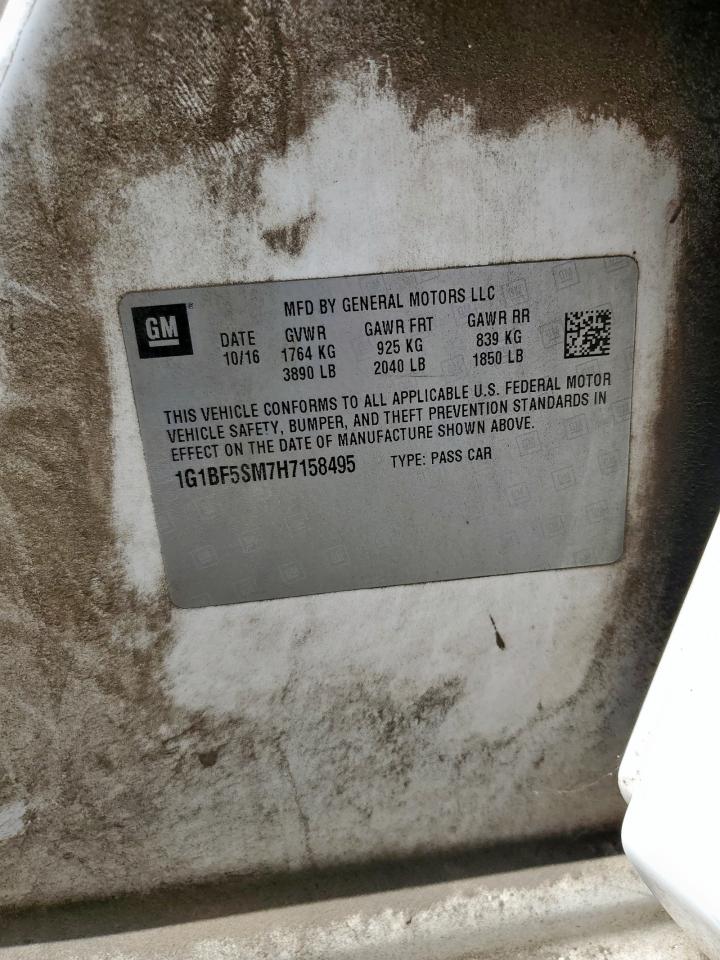 GM
MFD BY GENERAL MOTORS LLC
DATE GVWR GAWR FRT GAWR RR
10/16 1764 KG 925 KG 839 KG
3890 LB 2040 LB 1850 LB
THIS VEHICLE CONFORMS TO ALL APPLICABLE U.S. FEDERAL MOTOR
VEHICLE SAFETY, BUMPER, AND THEFT PREVENTION STANDARDS IN
EFFECT ON THE DATE OF MANUFACTURE SHOWN ABOVE.
1G1BF5SM7H7158495 TYPE: PASS CAR